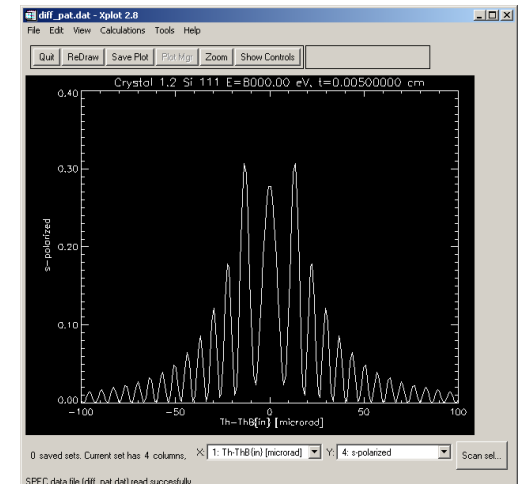 diff_pat.dat - Xplot 2.8
File Edit View Calculations Tools Help
Quit ReDraw Save Plot Plot Mgr Zoom Show Controls
Crystal 1.2 Si 111 E=8000.00 eV, t=0.00500000 cm
0.40
0.30
0.20
0.10
0.00
s-polarized
-100 -50 0 50 100
Th-ThB{in} [microrad]
0 saved sets. Current set has 4 columns, X: 1: Th-ThB{in} [microrad] Y: 4: s-polarized Scan sel...
SPEC data file (diff_pat.dat) read succesfully